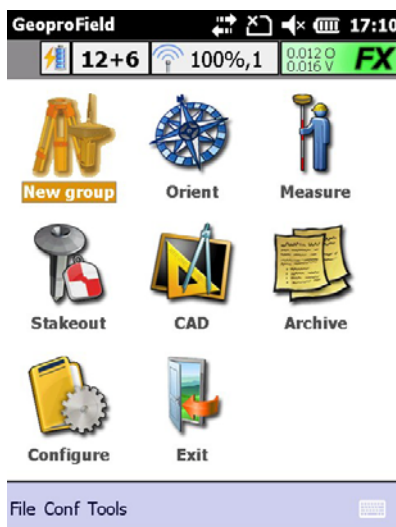 GeoproField 17:10
12+6 100%,1 0.012 O FX
0.016 V
New group Orient Measure
Stakeout CAD Archive
Configure Exit
File Conf Tools